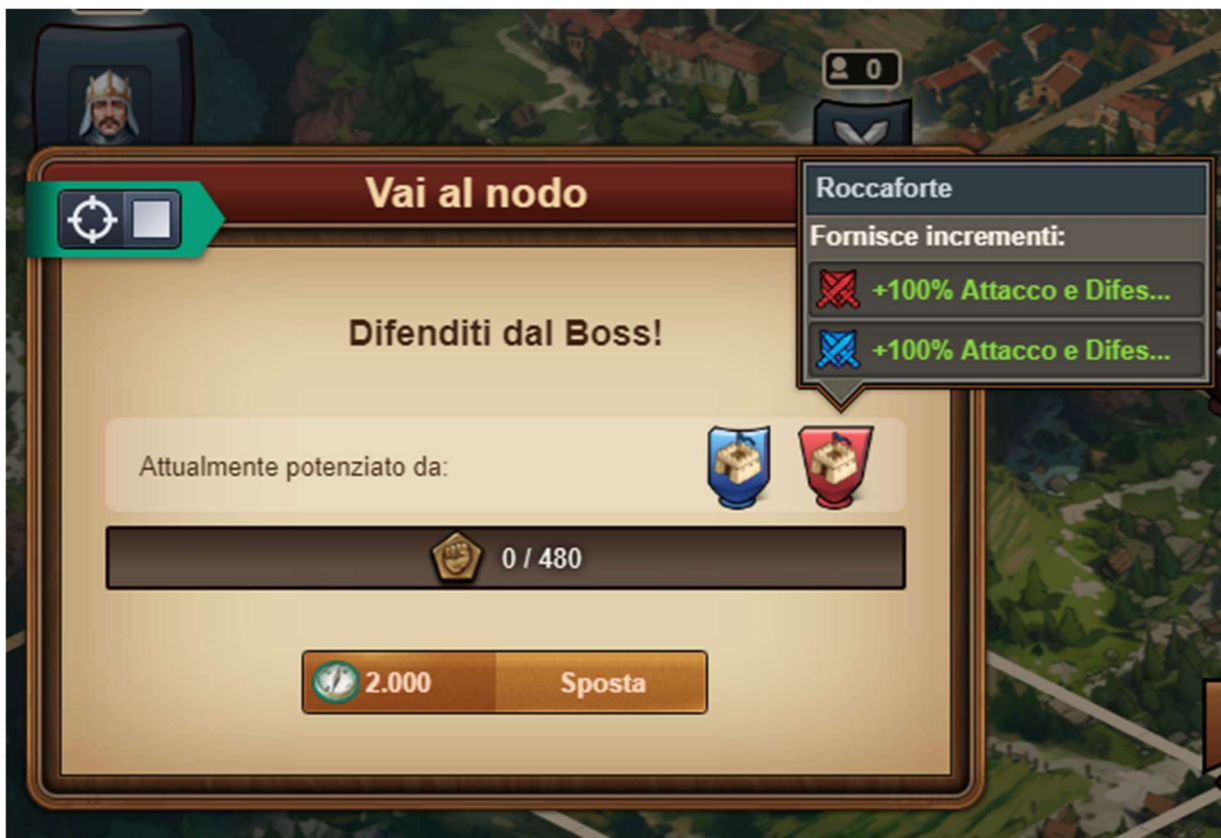 0
Vai al nodo
Roccaforte
Fornisce incrementi:
+100% Attacco e Difes...
+100% Attacco e Difes...
Difenditi dal Boss!
Attualmente potenziato da:
0 / 480
2.000
Sposta